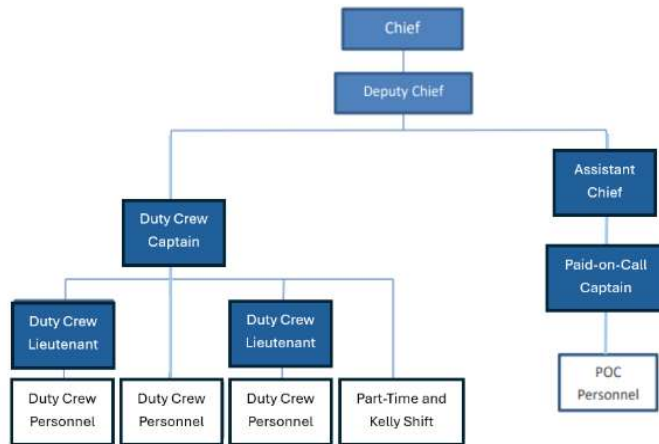 Chief
Deputy Chief
Assistant
Chief
Duty Crew
Captain
Paid-on-Call
Captain
Duty Crew
Lieutenant
Duty Crew
Lieutenant
Duty Crew
Personnel
Duty Crew
Personnel
Duty Crew
Personnel
Part-Time and
Kelly Shift
POC
Personnel